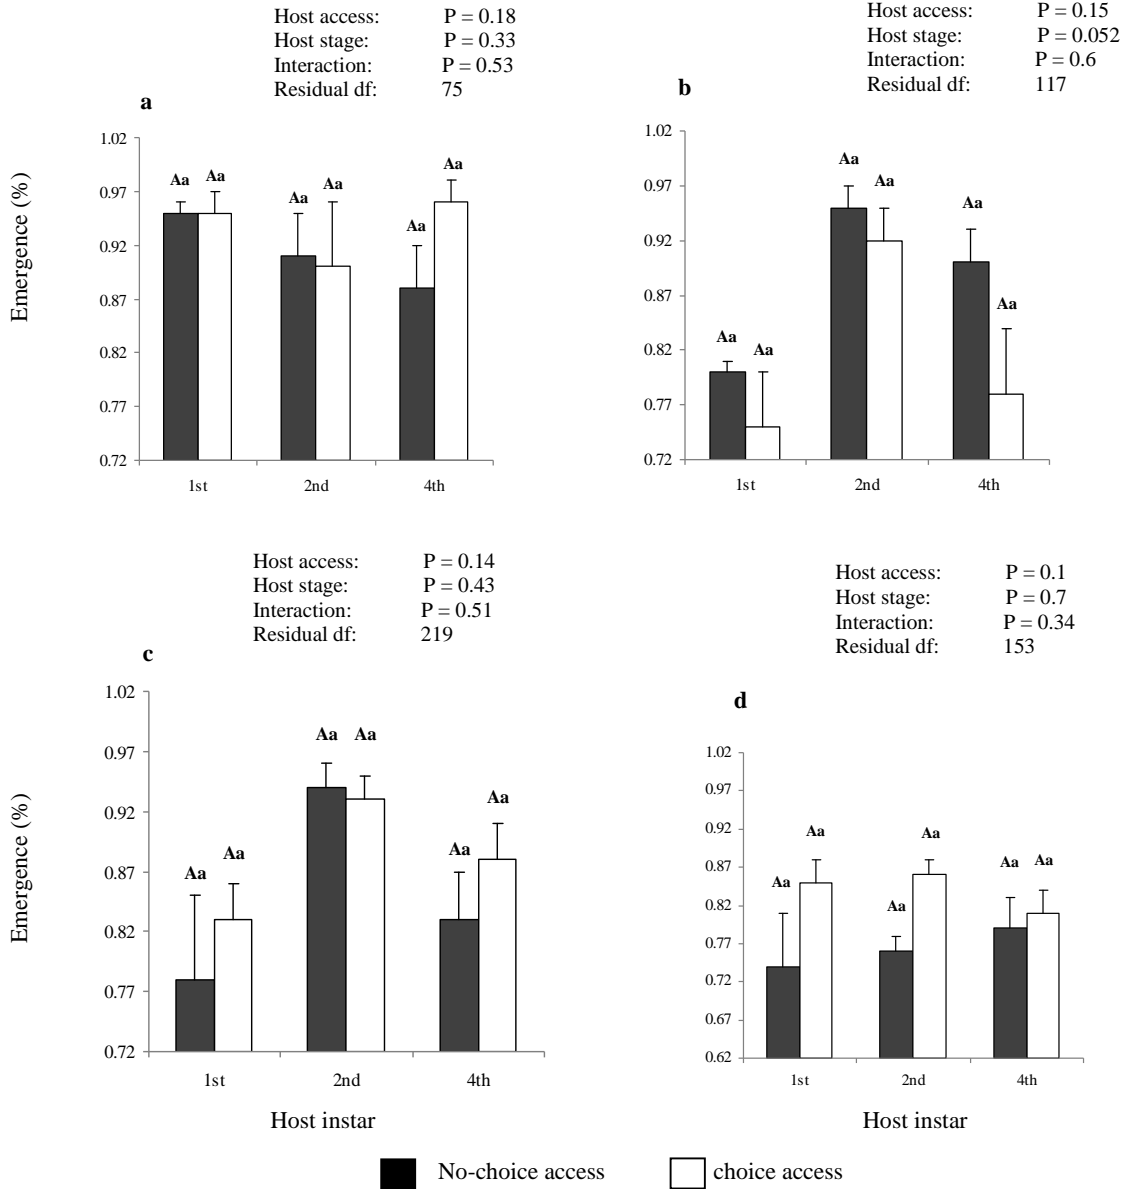 Host access: P = 0.18
Host stage: P = 0.33
Interaction: P = 0.53
Residual df: 75
a
Emergence (%)
1.02
0.97
0.92
0.87
0.82
0.77
0.72
Aa Aa Aa Aa Aa Aa
1st 2nd 4th
Host access: P = 0.15
Host stage: P = 0.052
Interaction: P = 0.6
Residual df: 117
b
1.02
0.97
0.92
0.87
0.82
0.77
0.72
Aa Aa Aa Aa Aa Aa
1st 2nd 4th
Host access: P = 0.14
Host stage: P = 0.43
Interaction: P = 0.51
Residual df: 219
c
Emergence (%)
1.02
0.97
0.92
0.87
0.82
0.77
0.72
Aa Aa Aa Aa Aa Aa
1st 2nd 4th
Host instar
Host access: P = 0.1
Host stage: P = 0.7
Interaction: P = 0.34
Residual df: 153
d
1.02
0.97
0.92
0.87
0.82
0.77
0.72
0.67
0.62
Aa Aa Aa Aa Aa Aa
1st 2nd 4th
Host instar
No-choice access choice access